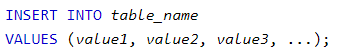 INSERT INTO table_name
VALUES (value1, value2, value3, ...);